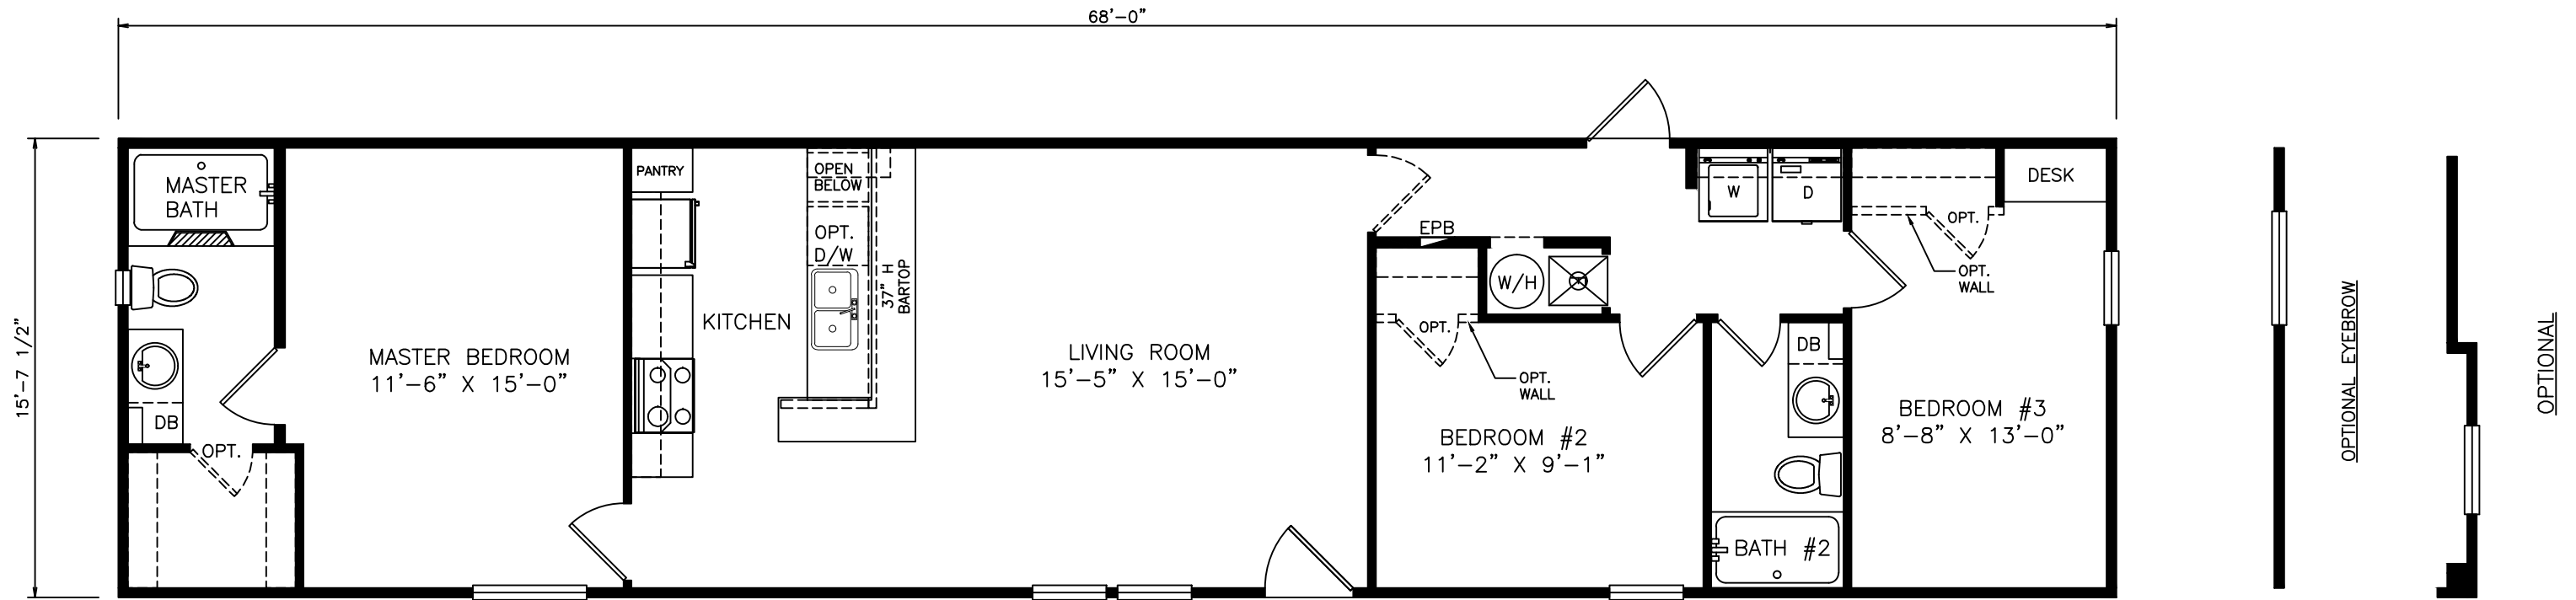 68'-0"
15'-7 1/2"
MASTER
BATH
DB
OPT.
MASTER BEDROOM
11'-6" X 15'-0"
PANTRY
KITCHEN
OPEN
BELOW
OPT.
D/W
37" H
BARTOP
LIVING ROOM
15'-5" X 15'-0"
EPB
W/H
OPT.
OPT.
WALL
BEDROOM #2
11'-2" X 9'-1"
W
D
DB
BATH #2
DESK
OPT.
OPT.
WALL
BEDROOM #3
8'-8" X 13'-0"
OPTIONAL EYEBROW
OPTIONAL